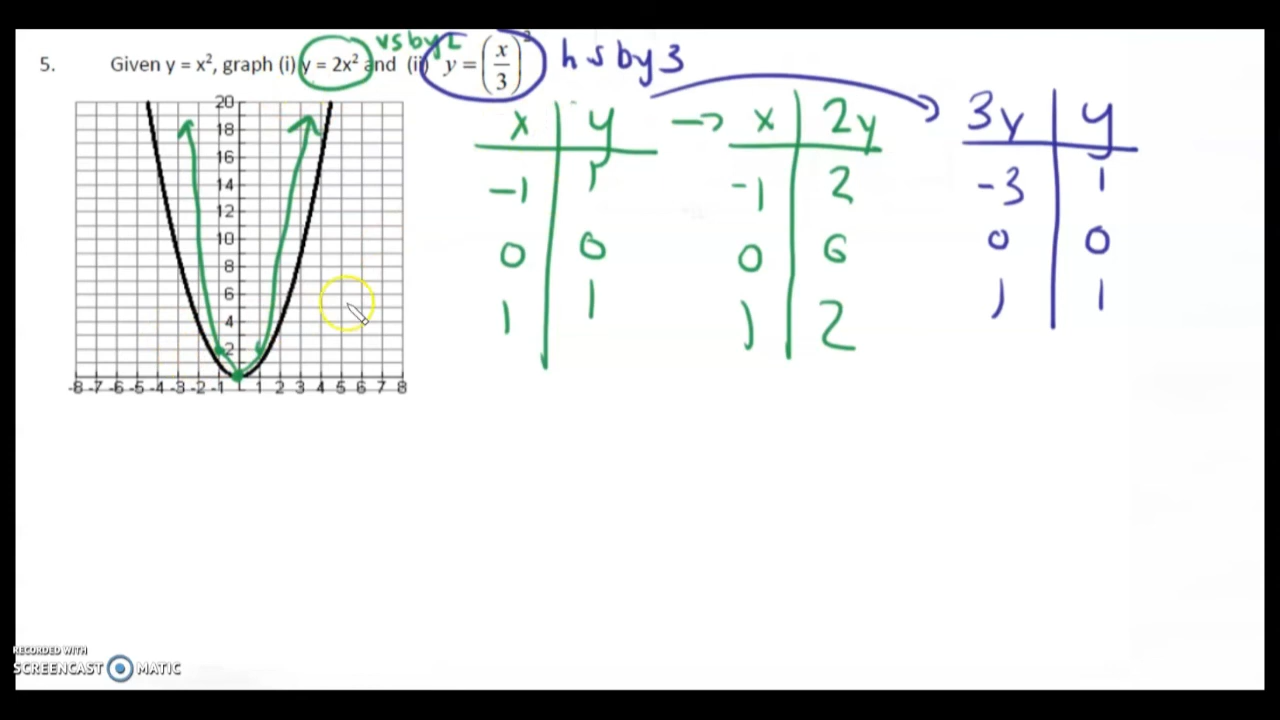 vs by 2
5. Given y = x², graph (i) y = 2x² and (ii) y = (x/3)² hs by 3
x y → x 2y 3y y
-1 1 -1 2 -3 1
0 0 0 0 0 0
1 1 1 2 1 1
20
18
16
14
12
10
8
6
4
2
-8 -7 -6 -5 -4 -3 -2 -1 1 2 3 4 5 6 7 8
RECORDED WITH
SCREENCAST MATIC